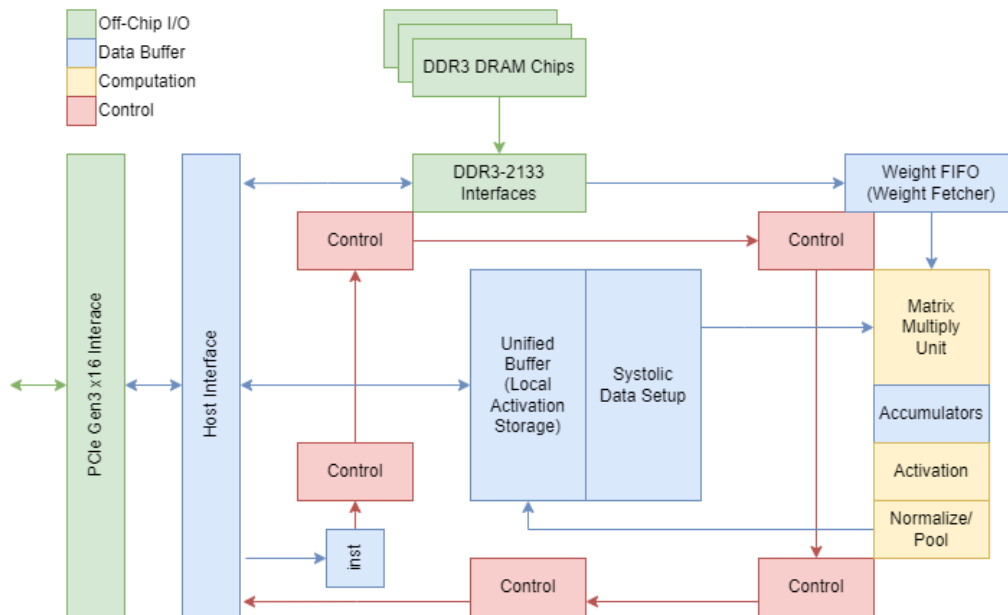 Off-Chip I/O
Data Buffer
Computation
Control
DDR3 DRAM Chips
DDR3-2133
Interfaces
Weight FIFO
(Weight Fetcher)
Control
Control
PCIe Gen3 x16 Interace
Host Interface
Unified
Buffer
(Local
Activation
Storage)
Systolic
Data Setup
Matrix
Multiply
Unit
Accumulators
Control
Activation
Normalize/
Pool
inst
Control
Control